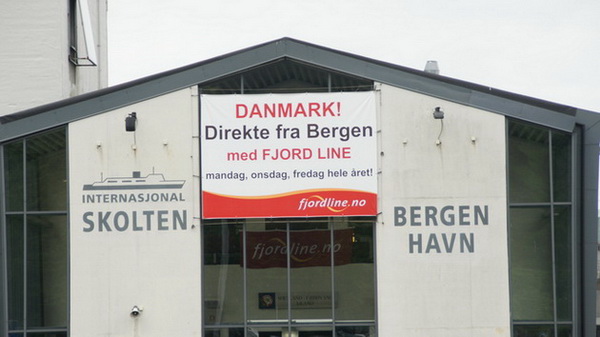 DANMARK!
Direkte fra Bergen
med FJORD LINE
mandag, onsdag, fredag hele året!
fjordline.no
INTERNASJONAL
SKOLTEN
BERGEN
HAVN
fjordline.no